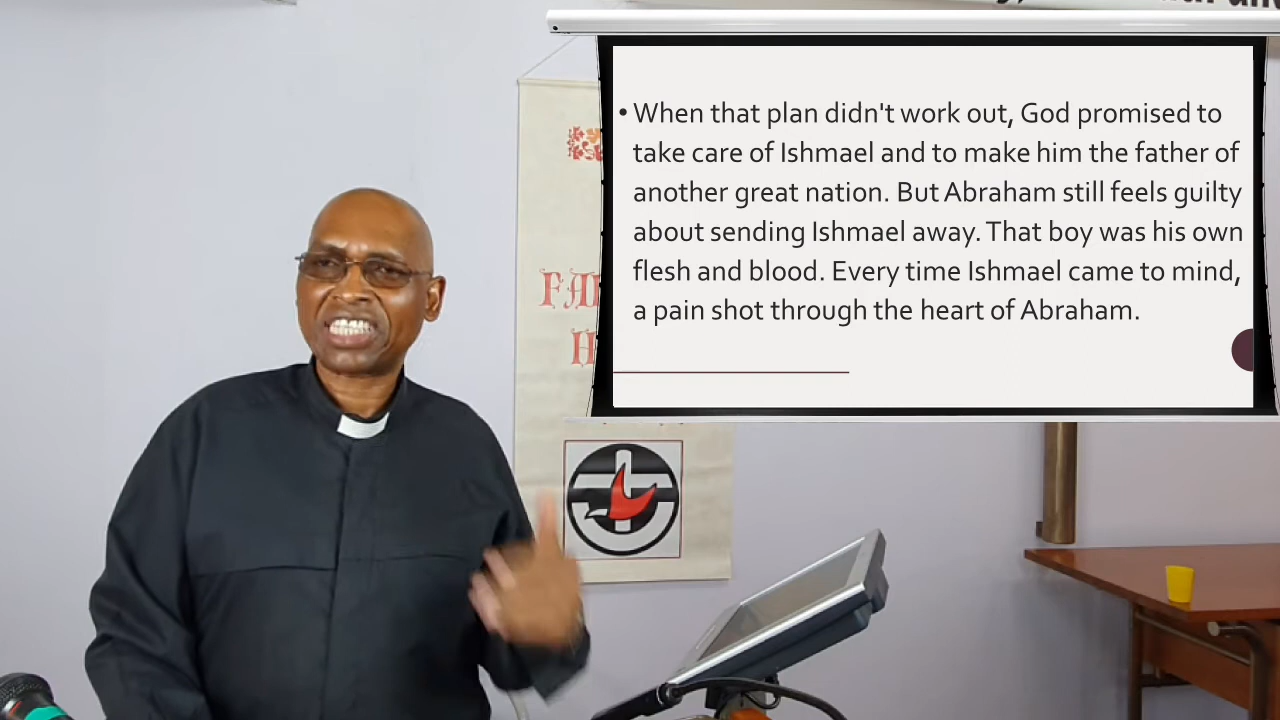 • When that plan didn't work out, God promised to
take care of Ishmael and to make him the father of
another great nation. But Abraham still feels guilty
about sending Ishmael away. That boy was his own
flesh and blood. Every time Ishmael came to mind,
a pain shot through the heart of Abraham.